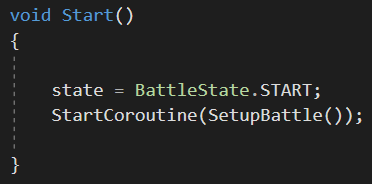 void Start()
{
state = BattleState.START;
StartCoroutine(SetupBattle());
}